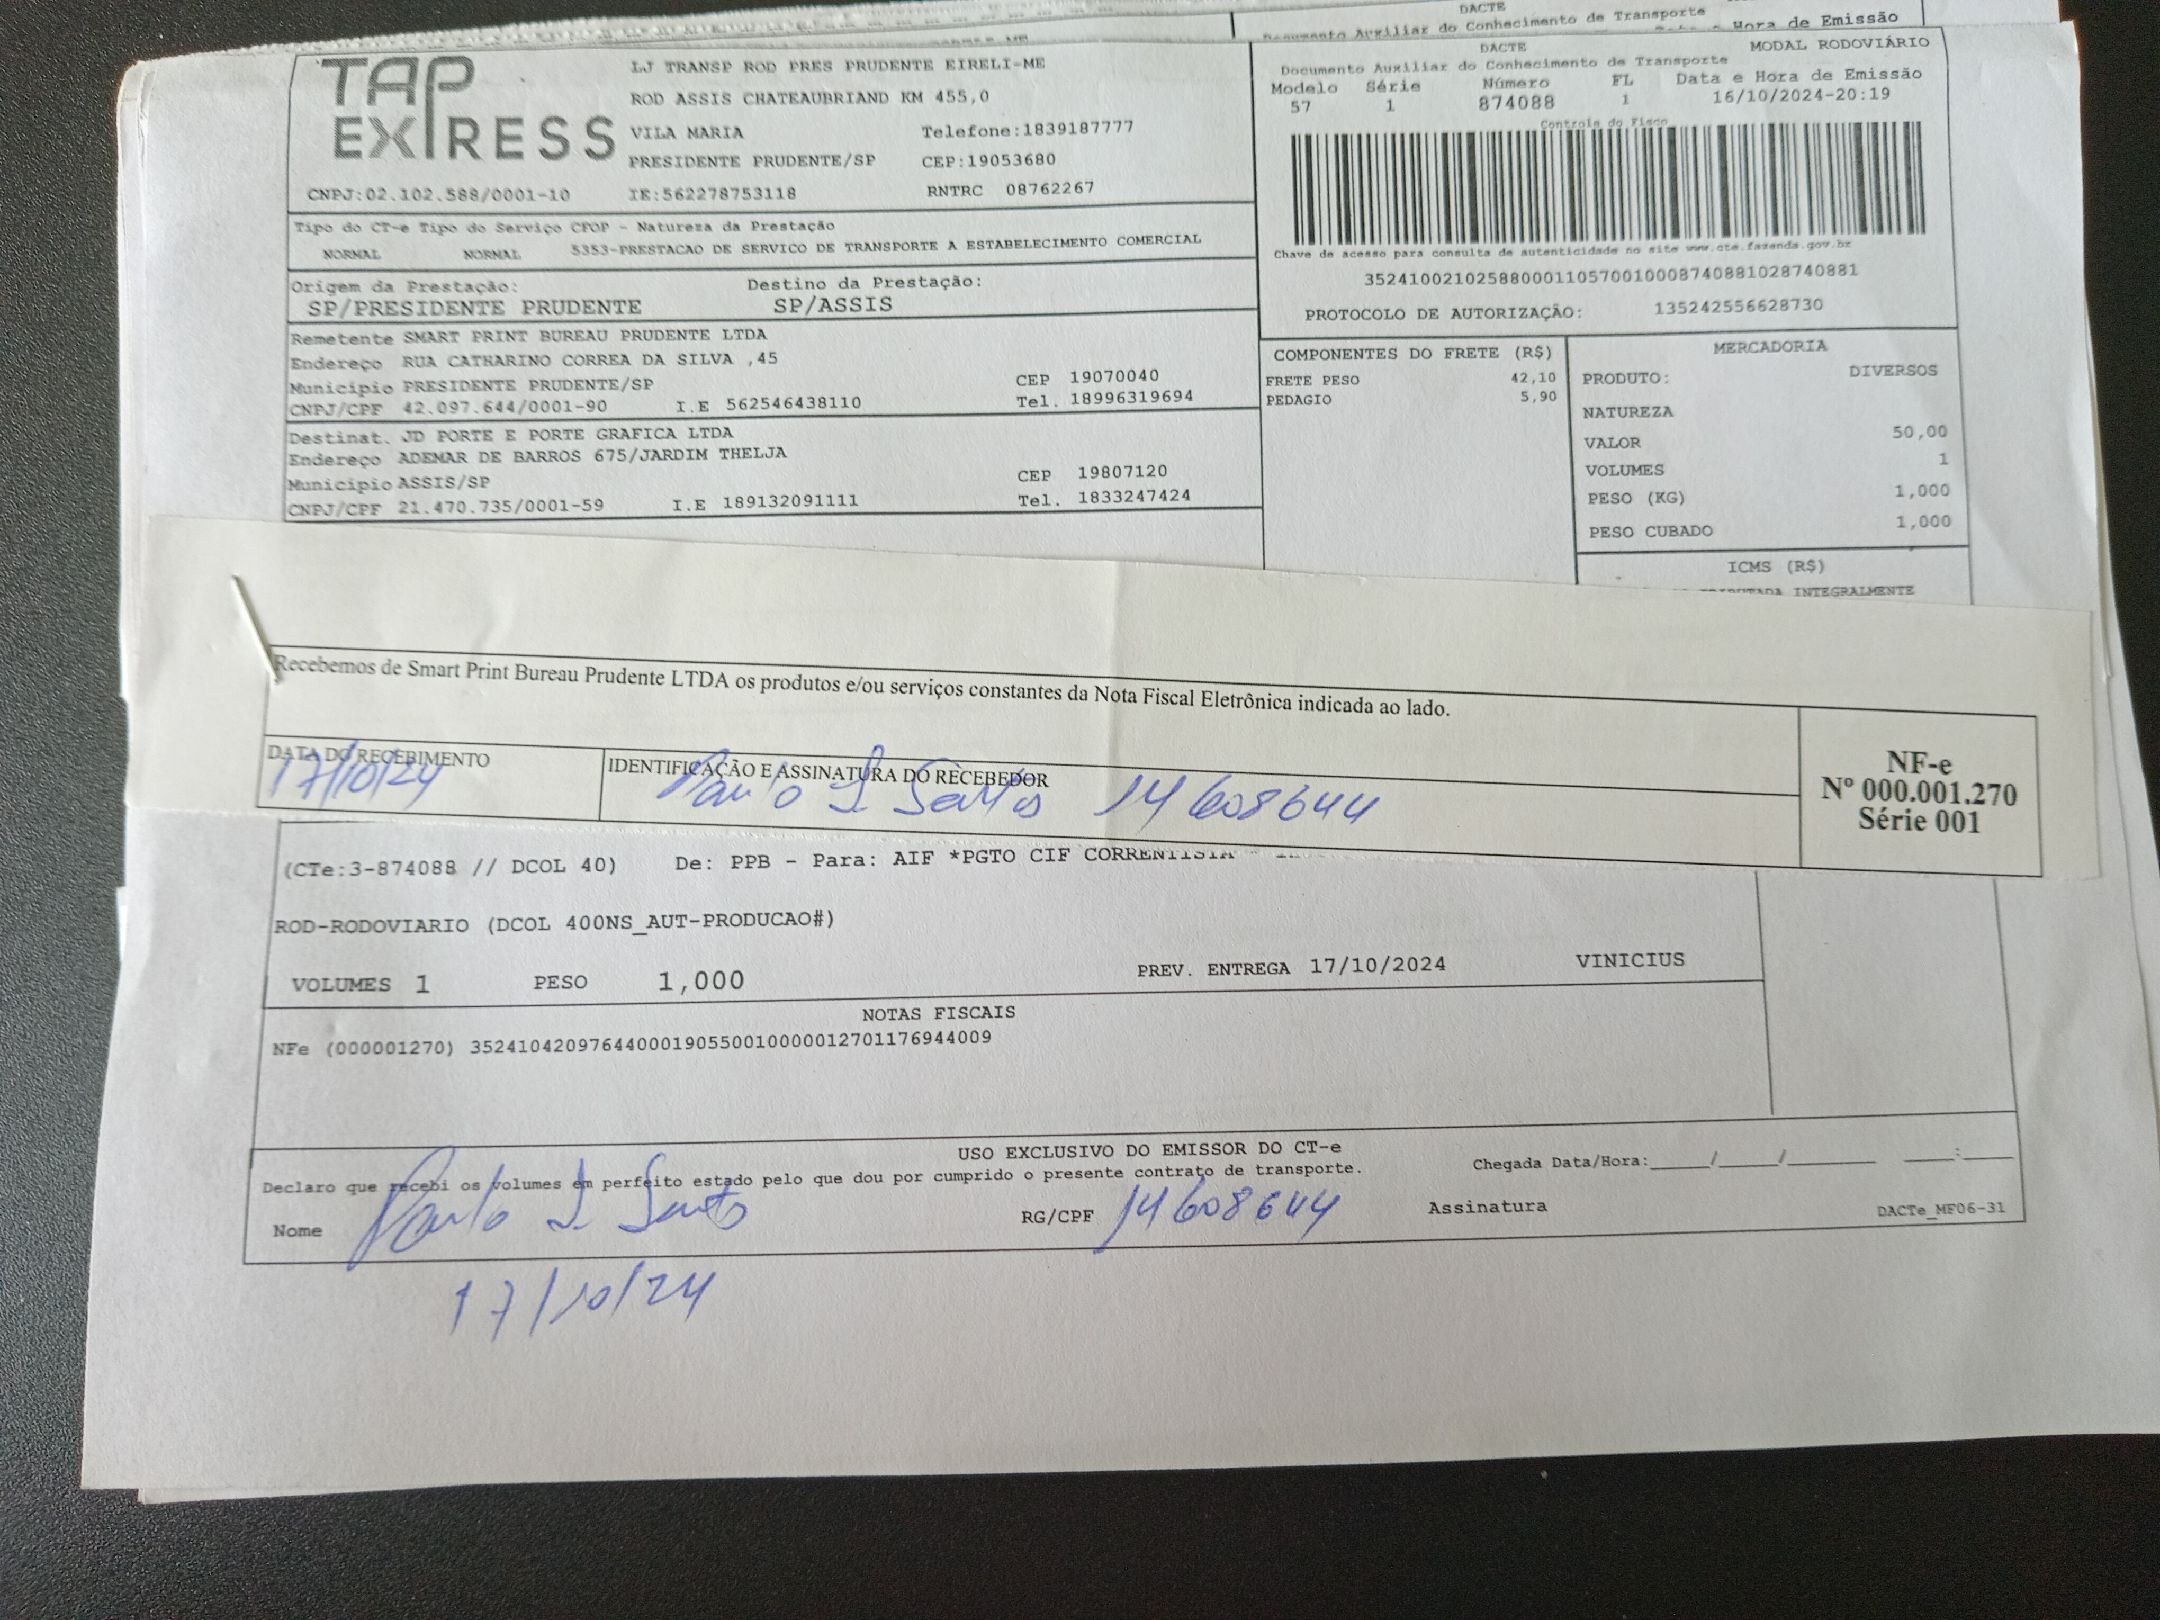 DACTE
Documento Auxiliar do Conhecimento de Transporte
Hora de Emissão
TAP EXPRESS
LJ TRANSP ROD PRES PRUDENTE EIRELI-ME
ROD ASSIS CHATEAUBRIAND KM 455,0
VILA MARIA Telefone:1839187777
PRESIDENTE PRUDENTE/SP CEP:19053680
CNPJ:02.102.588/0001-10 IE:562278753118 RNTRC 08762267
DACTE MODAL RODOVIÁRIO
Documento Auxiliar do Conhecimento de Transporte
Modelo Série Número FL Data e Hora de Emissão
57 1 874088 1 16/10/2024-20:19
Controle do Fisco
Chave de acesso para consulta de autenticidade no site www.cte.fazenda.gov.br
35241002102588000110570010008740881028740881
PROTOCOLO DE AUTORIZAÇÃO: 135242556628730
Tipo do CT-e Tipo do Serviço CFOP - Natureza da Prestação
NORMAL NORMAL 5353-PRESTACAO DE SERVICO DE TRANSPORTE A ESTABELECIMENTO COMERCIAL
Origem da Prestação: Destino da Prestação:
SP/PRESIDENTE PRUDENTE SP/ASSIS
Remetente SMART PRINT BUREAU PRUDENTE LTDA
Endereço RUA CATHARINO CORREA DA SILVA ,45
Municipio PRESIDENTE PRUDENTE/SP CEP 19070040
CNPJ/CPF 42.097.644/0001-90 I.E 562546438110 Tel. 18996319694
Destinat. JD PORTE E PORTE GRAFICA LTDA
Endereço ADEMAR DE BARROS 675/JARDIM THELJA
Municipio ASSIS/SP CEP 19807120
CNPJ/CPF 21.470.735/0001-59 I.E 189132091111 Tel. 1833247424
COMPONENTES DO FRETE (R$)
FRETE PESO 42,10
PEDAGIO 5,90
MERCADORIA
PRODUTO: DIVERSOS
NATUREZA
VALOR 50,00
VOLUMES 1
PESO (KG) 1,000
PESO CUBADO 1,000
ICMS (R$)
INTEGRALMENTE
Recebemos de Smart Print Bureau Prudente LTDA os produtos e/ou serviços constantes da Nota Fiscal Eletrônica indicada ao lado.
DATA DO RECEBIMENTO IDENTIFICAÇÃO E ASSINATURA DO RECEBEDOR
17/10/24 Paulo S Santos 14608644
NF-e
Nº 000.001.270
Série 001
(CTe:3-874088 // DCOL 40) De: PPB - Para: AIF *PGTO CIF CORRENTISTA -
ROD-RODOVIARIO (DCOL 400NS_AUT-PRODUCAO#)
VOLUMES 1 PESO 1,000 PREV. ENTREGA 17/10/2024 VINICIUS
NOTAS FISCAIS
NFe (000001270) 35241042097644000190550010000012701176944009
USO EXCLUSIVO DO EMISSOR DO CT-e
Declaro que recebi os volumes em perfeito estado pelo que dou por cumprido o presente contrato de transporte. Chegada Data/Hora:_____/_____/_______ ____:____
Nome Paulo S Santos RG/CPF 14608644 Assinatura DACTe_MF06-31
17/10/24